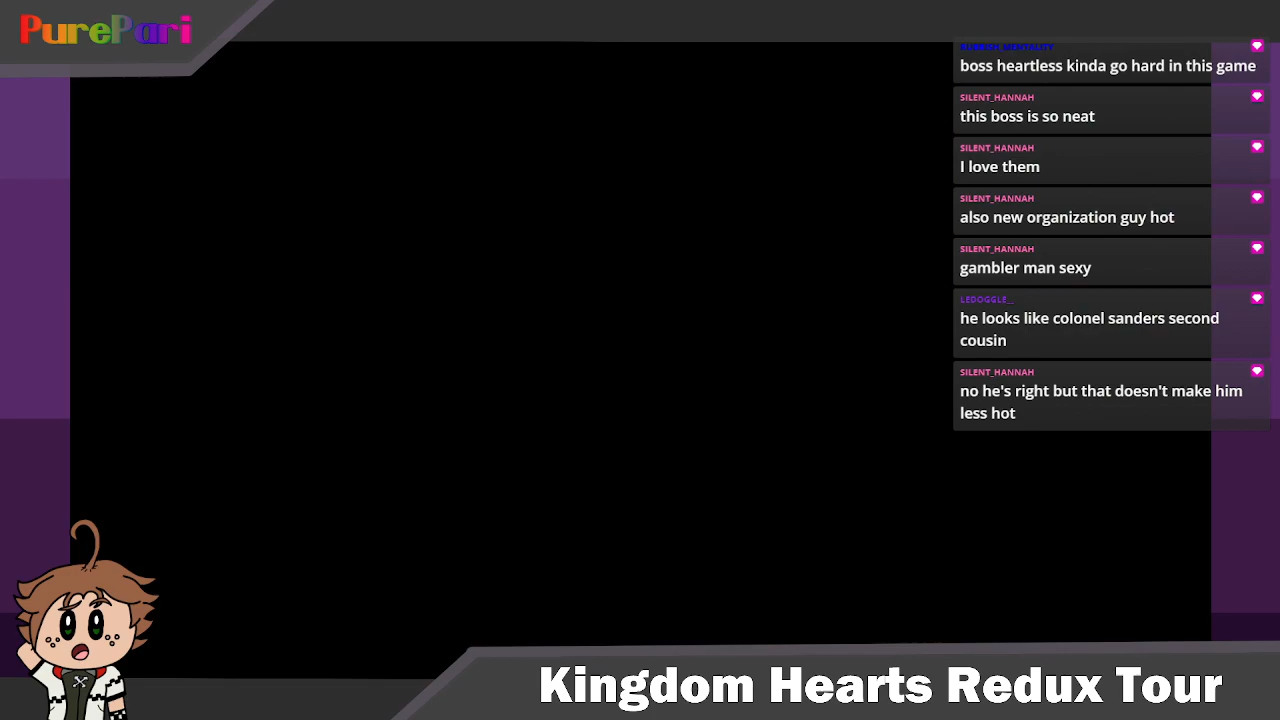 PurePari
boss heartless kinda go hard in this game
SILENT_HANNAH
this boss is so neat
SILENT_HANNAH
I love them
SILENT_HANNAH
also new organization guy hot
SILENT_HANNAH
gambler man sexy
LEDOGGLE__
he looks like colonel sanders second
cousin
SILENT_HANNAH
no he's right but that doesn't make him
less hot
Kingdom Hearts Redux Tour